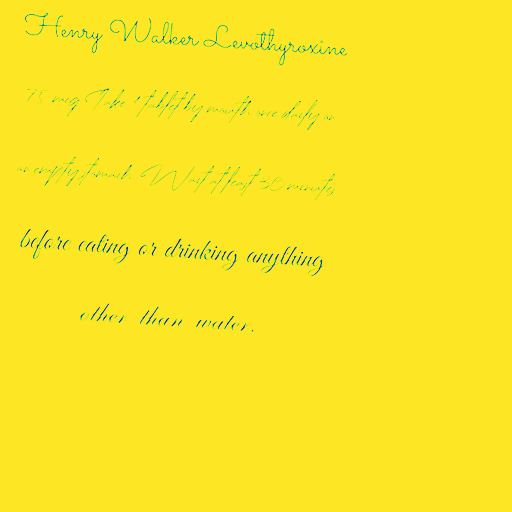 Henry Walker Levothyroxine
mcg Take 1 tablet by mouth once daily on
an empty stomach. Wait at least 30 minutes
before eating or drinking anything
other than water.